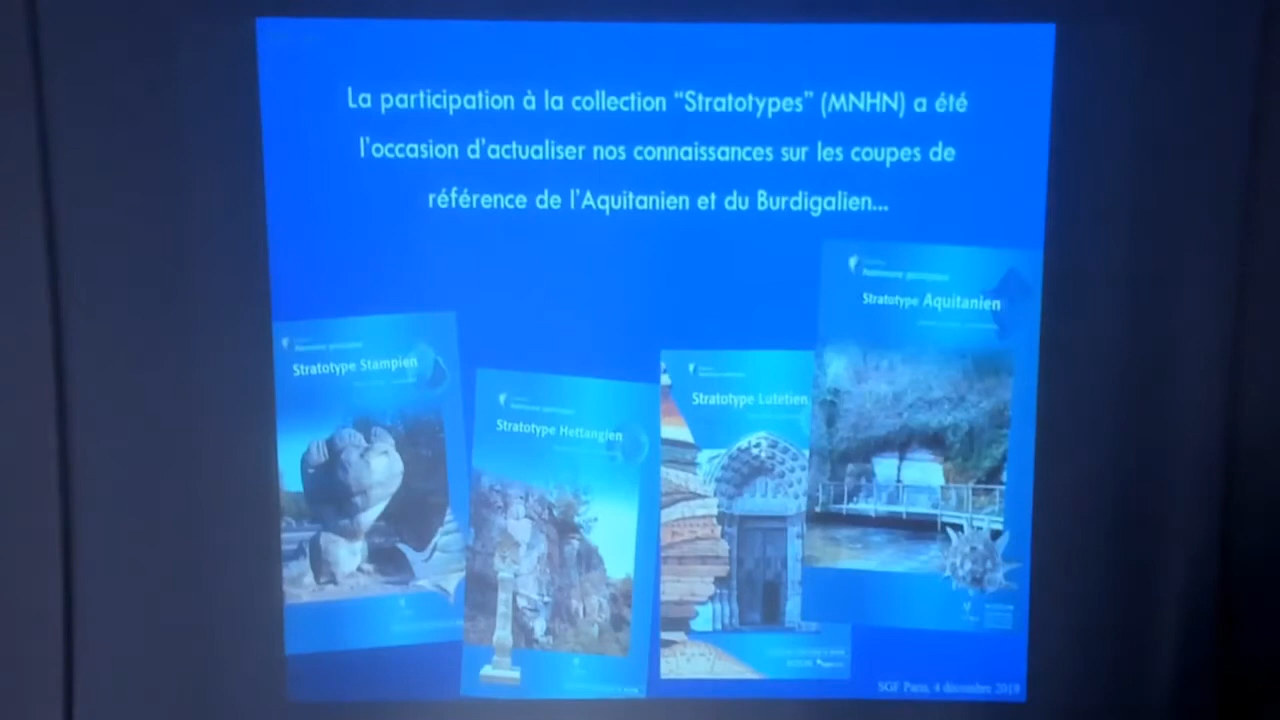 La participation à la collection “Stratotypes” (MNHN) a été
l'occasion d'actualiser nos connaissances sur les coupes de
référence de l'Aquitanien et du Burdigalien...
Stratotype Aquitanien
Stratotype Stampien
Stratotype Lutetien
Stratotype Hettangien
SGF Paris, 4 décembre 2019